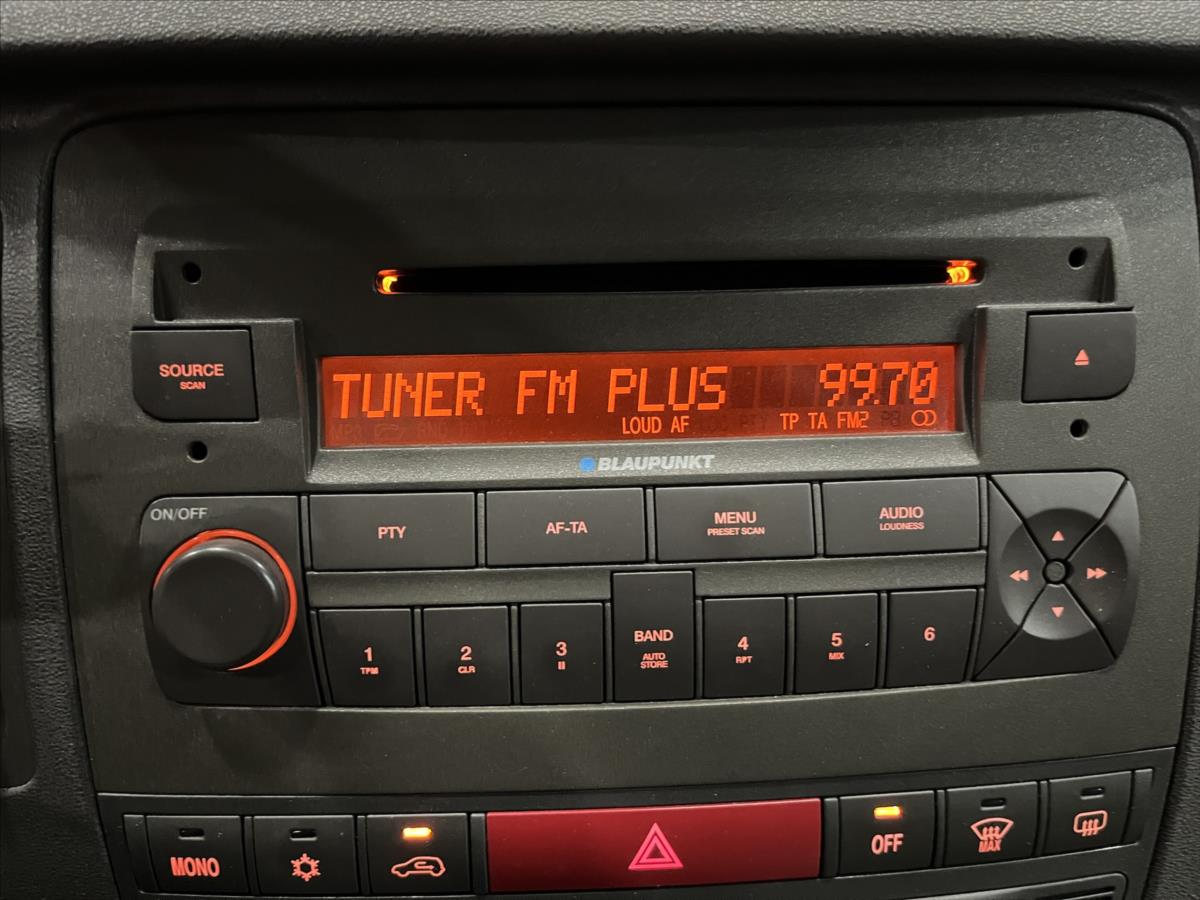 SOURCE
SCAN
TUNER FM PLUS 99.70
LOUD AF TP TA FM2
BLAUPUNKT
ON/OFF
PTY
AF-TA
MENU
PRESET SCAN
AUDIO
LOUDNESS
1
TPM
2
CLR
3
BAND
AUTO
STORE
4
RPT
5
MIX
6
MONO
OFF
MAX